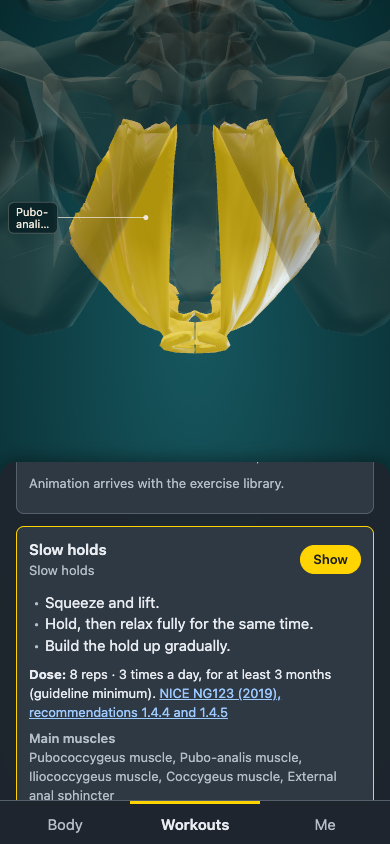 Pubo-
anali...
Animation arrives with the exercise library.
Slow holds
Slow holds
Show
• Squeeze and lift.
• Hold, then relax fully for the same time.
• Build the hold up gradually.
Dose: 8 reps · 3 times a day, for at least 3 months
(guideline minimum). NICE NG123 (2019),
recommendations 1.4.4 and 1.4.5
Main muscles
Pubococcygeus muscle, Pubo-analis muscle,
Iliococcygeus muscle, Coccygeus muscle, External
anal sphincter
Body
Workouts
Me